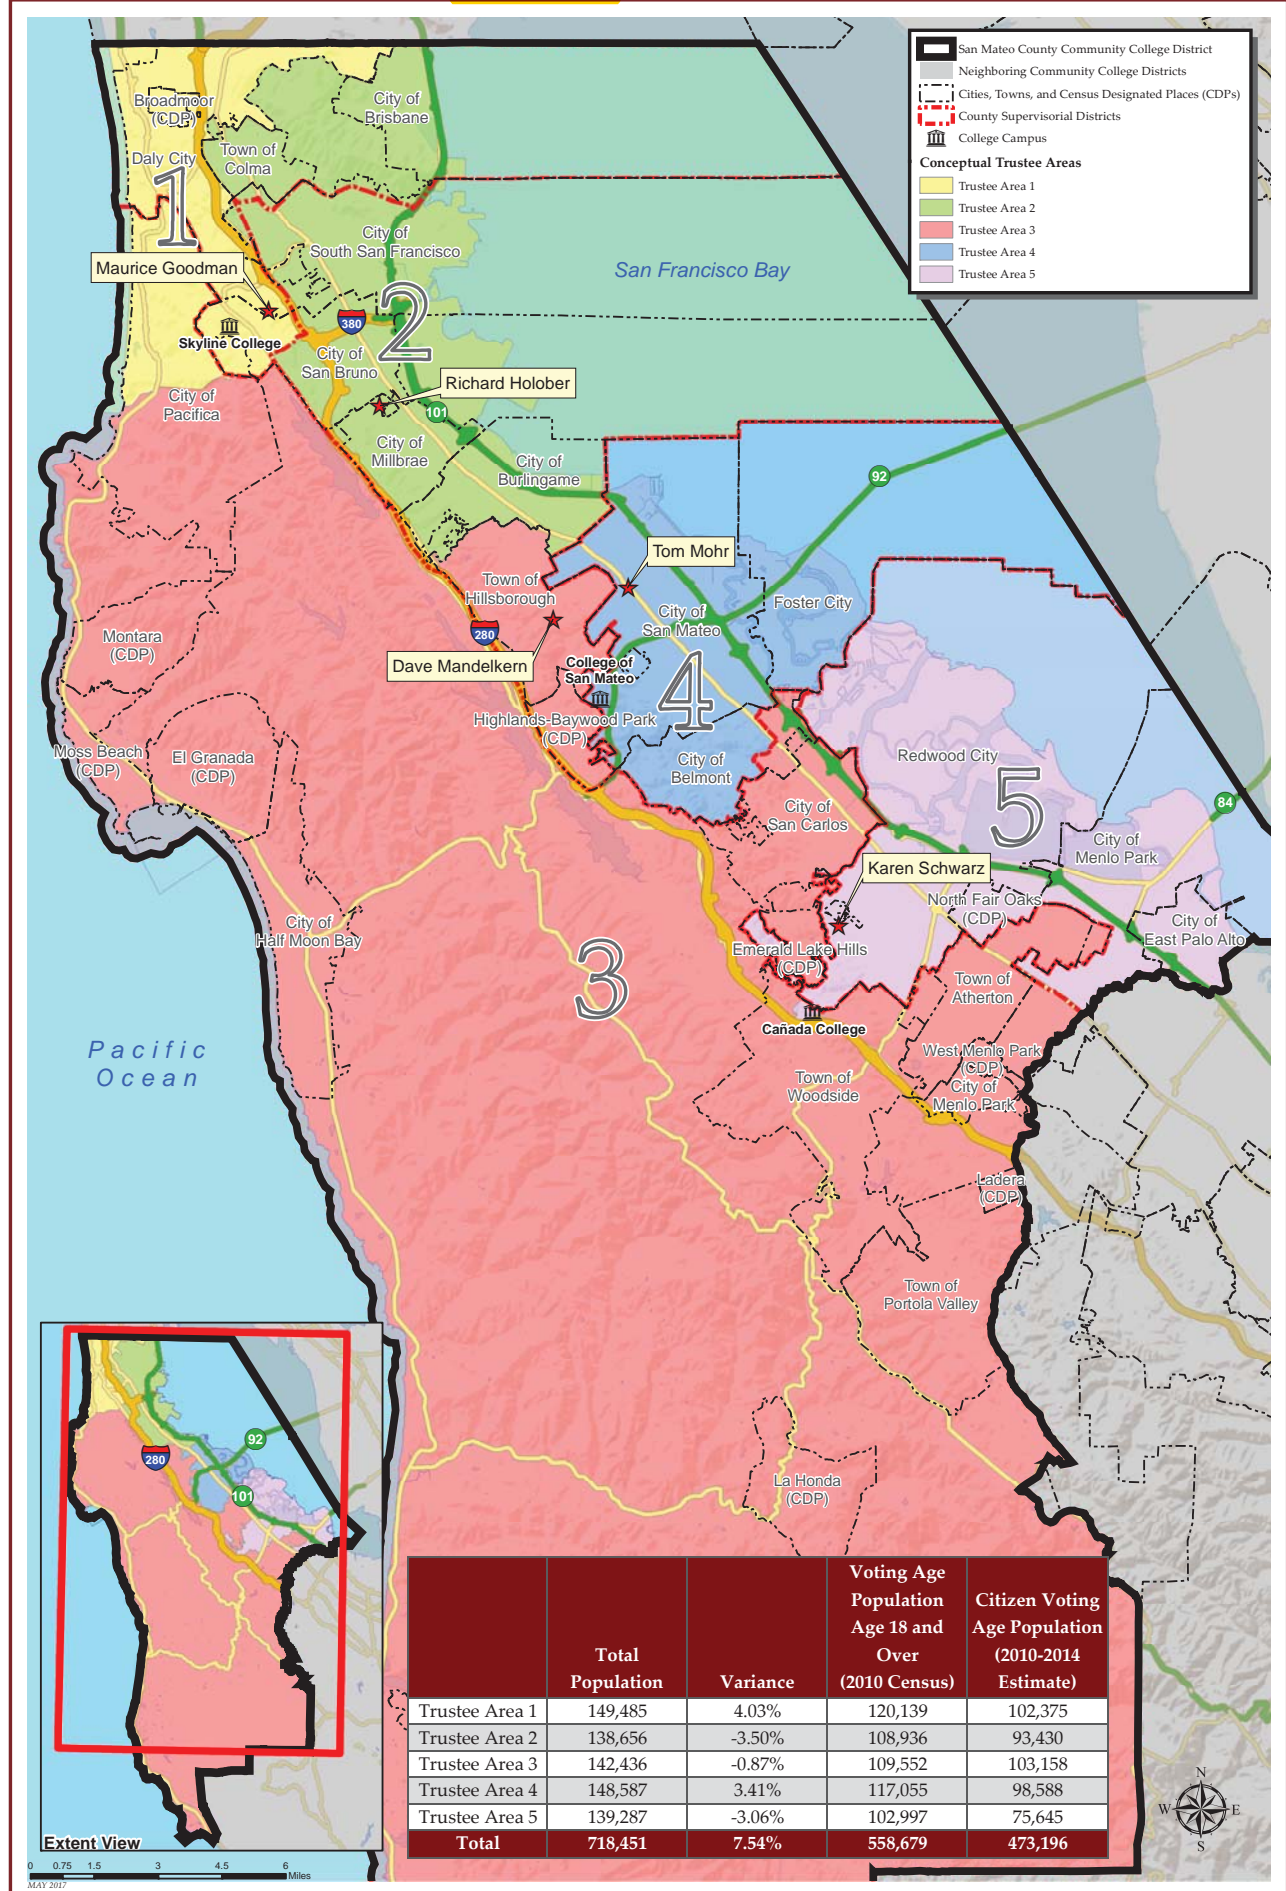 San Mateo County Community College District
Neighboring Community College Districts
Cities, Towns, and Census Designated Places (CDPs)
County Supervisorial Districts
College Campus
Conceptual Trustee Areas
Trustee Area 1
Trustee Area 2
Trustee Area 3
Trustee Area 4
Trustee Area 5
Broadmoor
(CDP)
City of
Brisbane
Daly City
Town of
Colma
1
City of
South San Francisco
Maurice Goodman
San Francisco Bay
2
380
Skyline College
City of
San Bruno
Richard Holober
City of
Pacifica
101
City of
Millbrae
City of
Burlingame
92
Tom Mohr
Town of
Hillsborough
Foster City
City of
San Mateo
280
Montara
(CDP)
Dave Mandelkern
College of
San Mateo
4
Highlands-Baywood Park
(CDP)
Moss Beach
(CDP)
El Granada
(CDP)
City of
Belmont
Redwood City
5
84
City of
San Carlos
City of
Menlo Park
Karen Schwarz
North Fair Oaks
(CDP)
City of
East Palo Alto
City of
Half Moon Bay
Emerald Lake Hills
(CDP)
3
Town of
Atherton
Cañada College
Pacific
Ocean
West Menlo Park
(CDP)
City of
Menlo Park
Town of
Woodside
Ladera
(CDP)
Town of
Portola Valley
La Honda
(CDP)
92
280
101
Extent View
0 0.75 1.5 3 4.5 6
Miles
MAY 2017
Total Population Variance Voting Age Population Age 18 and Over (2010 Census) Citizen Voting Age Population (2010-2014 Estimate)
Trustee Area 1 149,485 4.03% 120,139 102,375
Trustee Area 2 138,656 -3.50% 108,936 93,430
Trustee Area 3 142,436 -0.87% 109,552 103,158
Trustee Area 4 148,587 3.41% 117,055 98,588
Trustee Area 5 139,287 -3.06% 102,997 75,645
Total 718,451 7.54% 558,679 473,196
N
W E
S